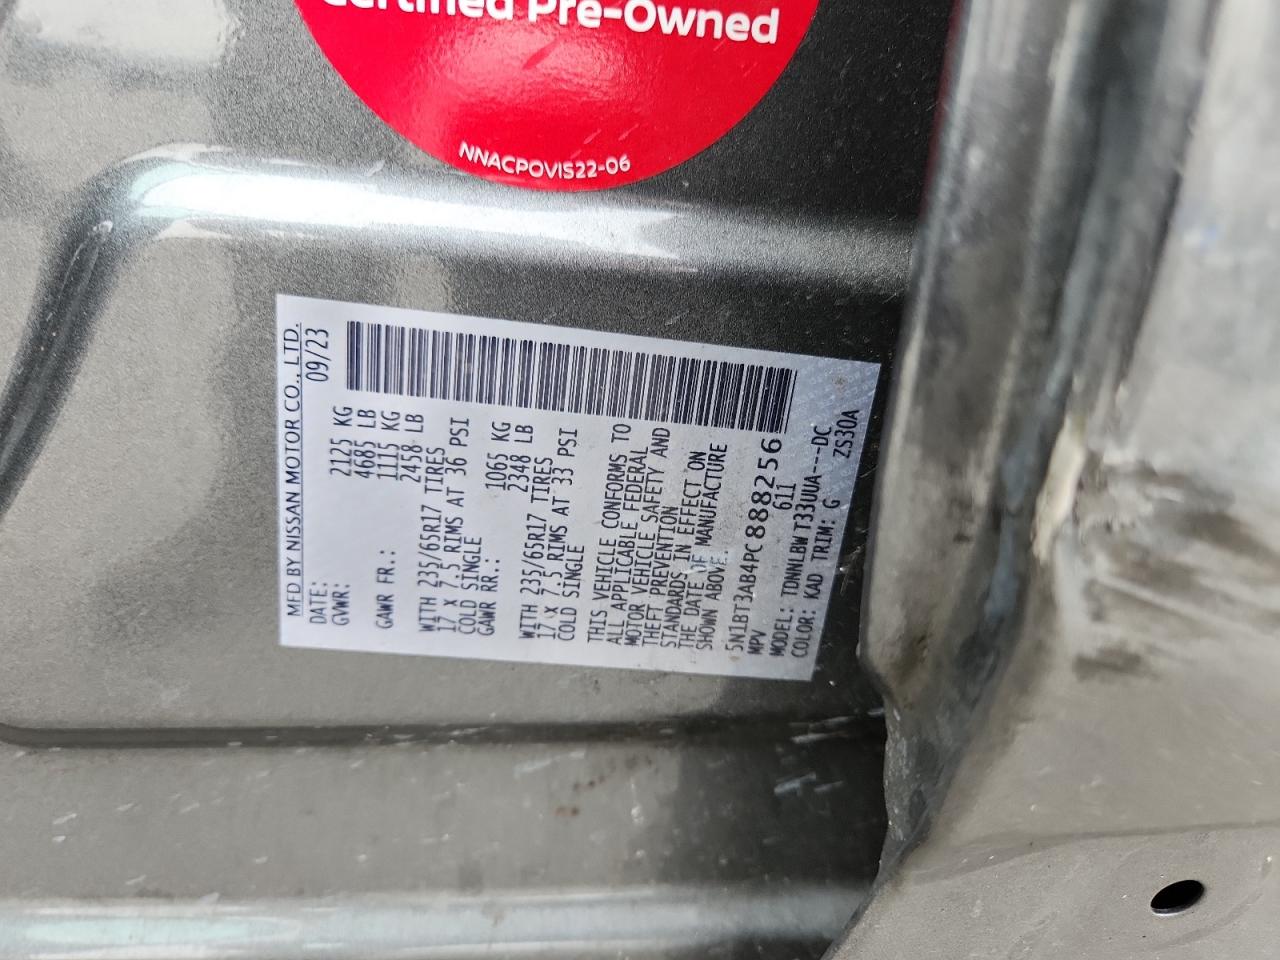 Certified Pre-Owned
NNACPOVIS22-06
MFD BY NISSAN MOTOR CO., LTD.
DATE: 09/23
GVWR: 2125 KG
4685 LB
GAWR FR.: 1115 KG
2458 LB
WITH 235/65R17 TIRES
17 X 7.5 RIMS AT 36 PSI
COLD SINGLE
GAWR RR.: 1065 KG
2348 LB
WITH 235/65R17 TIRES
17 X 7.5 RIMS AT 33 PSI
COLD SINGLE
THIS VEHICLE CONFORMS TO
ALL APPLICABLE FEDERAL
MOTOR VEHICLE SAFETY AND
THEFT PREVENTION
STANDARDS IN EFFECT ON
THE DATE OF MANUFACTURE
SHOWN ABOVE.
5N1BT3AB4PC888256
MPV 611
MODEL: TDNNLBW T33UUA---DC
COLOR: KAD TRIM: G ZS30A